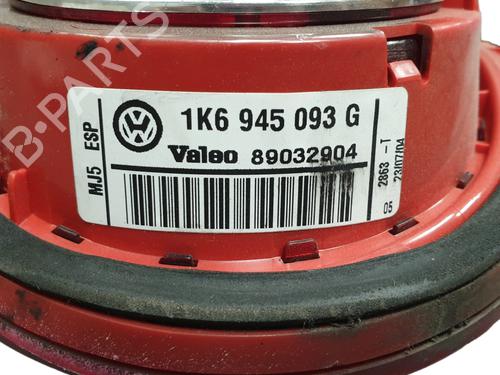 1K6 945 093 G
Valeo 89032904
MJ5 ESP
2863 -T
23/07/04
05
B-PARTS